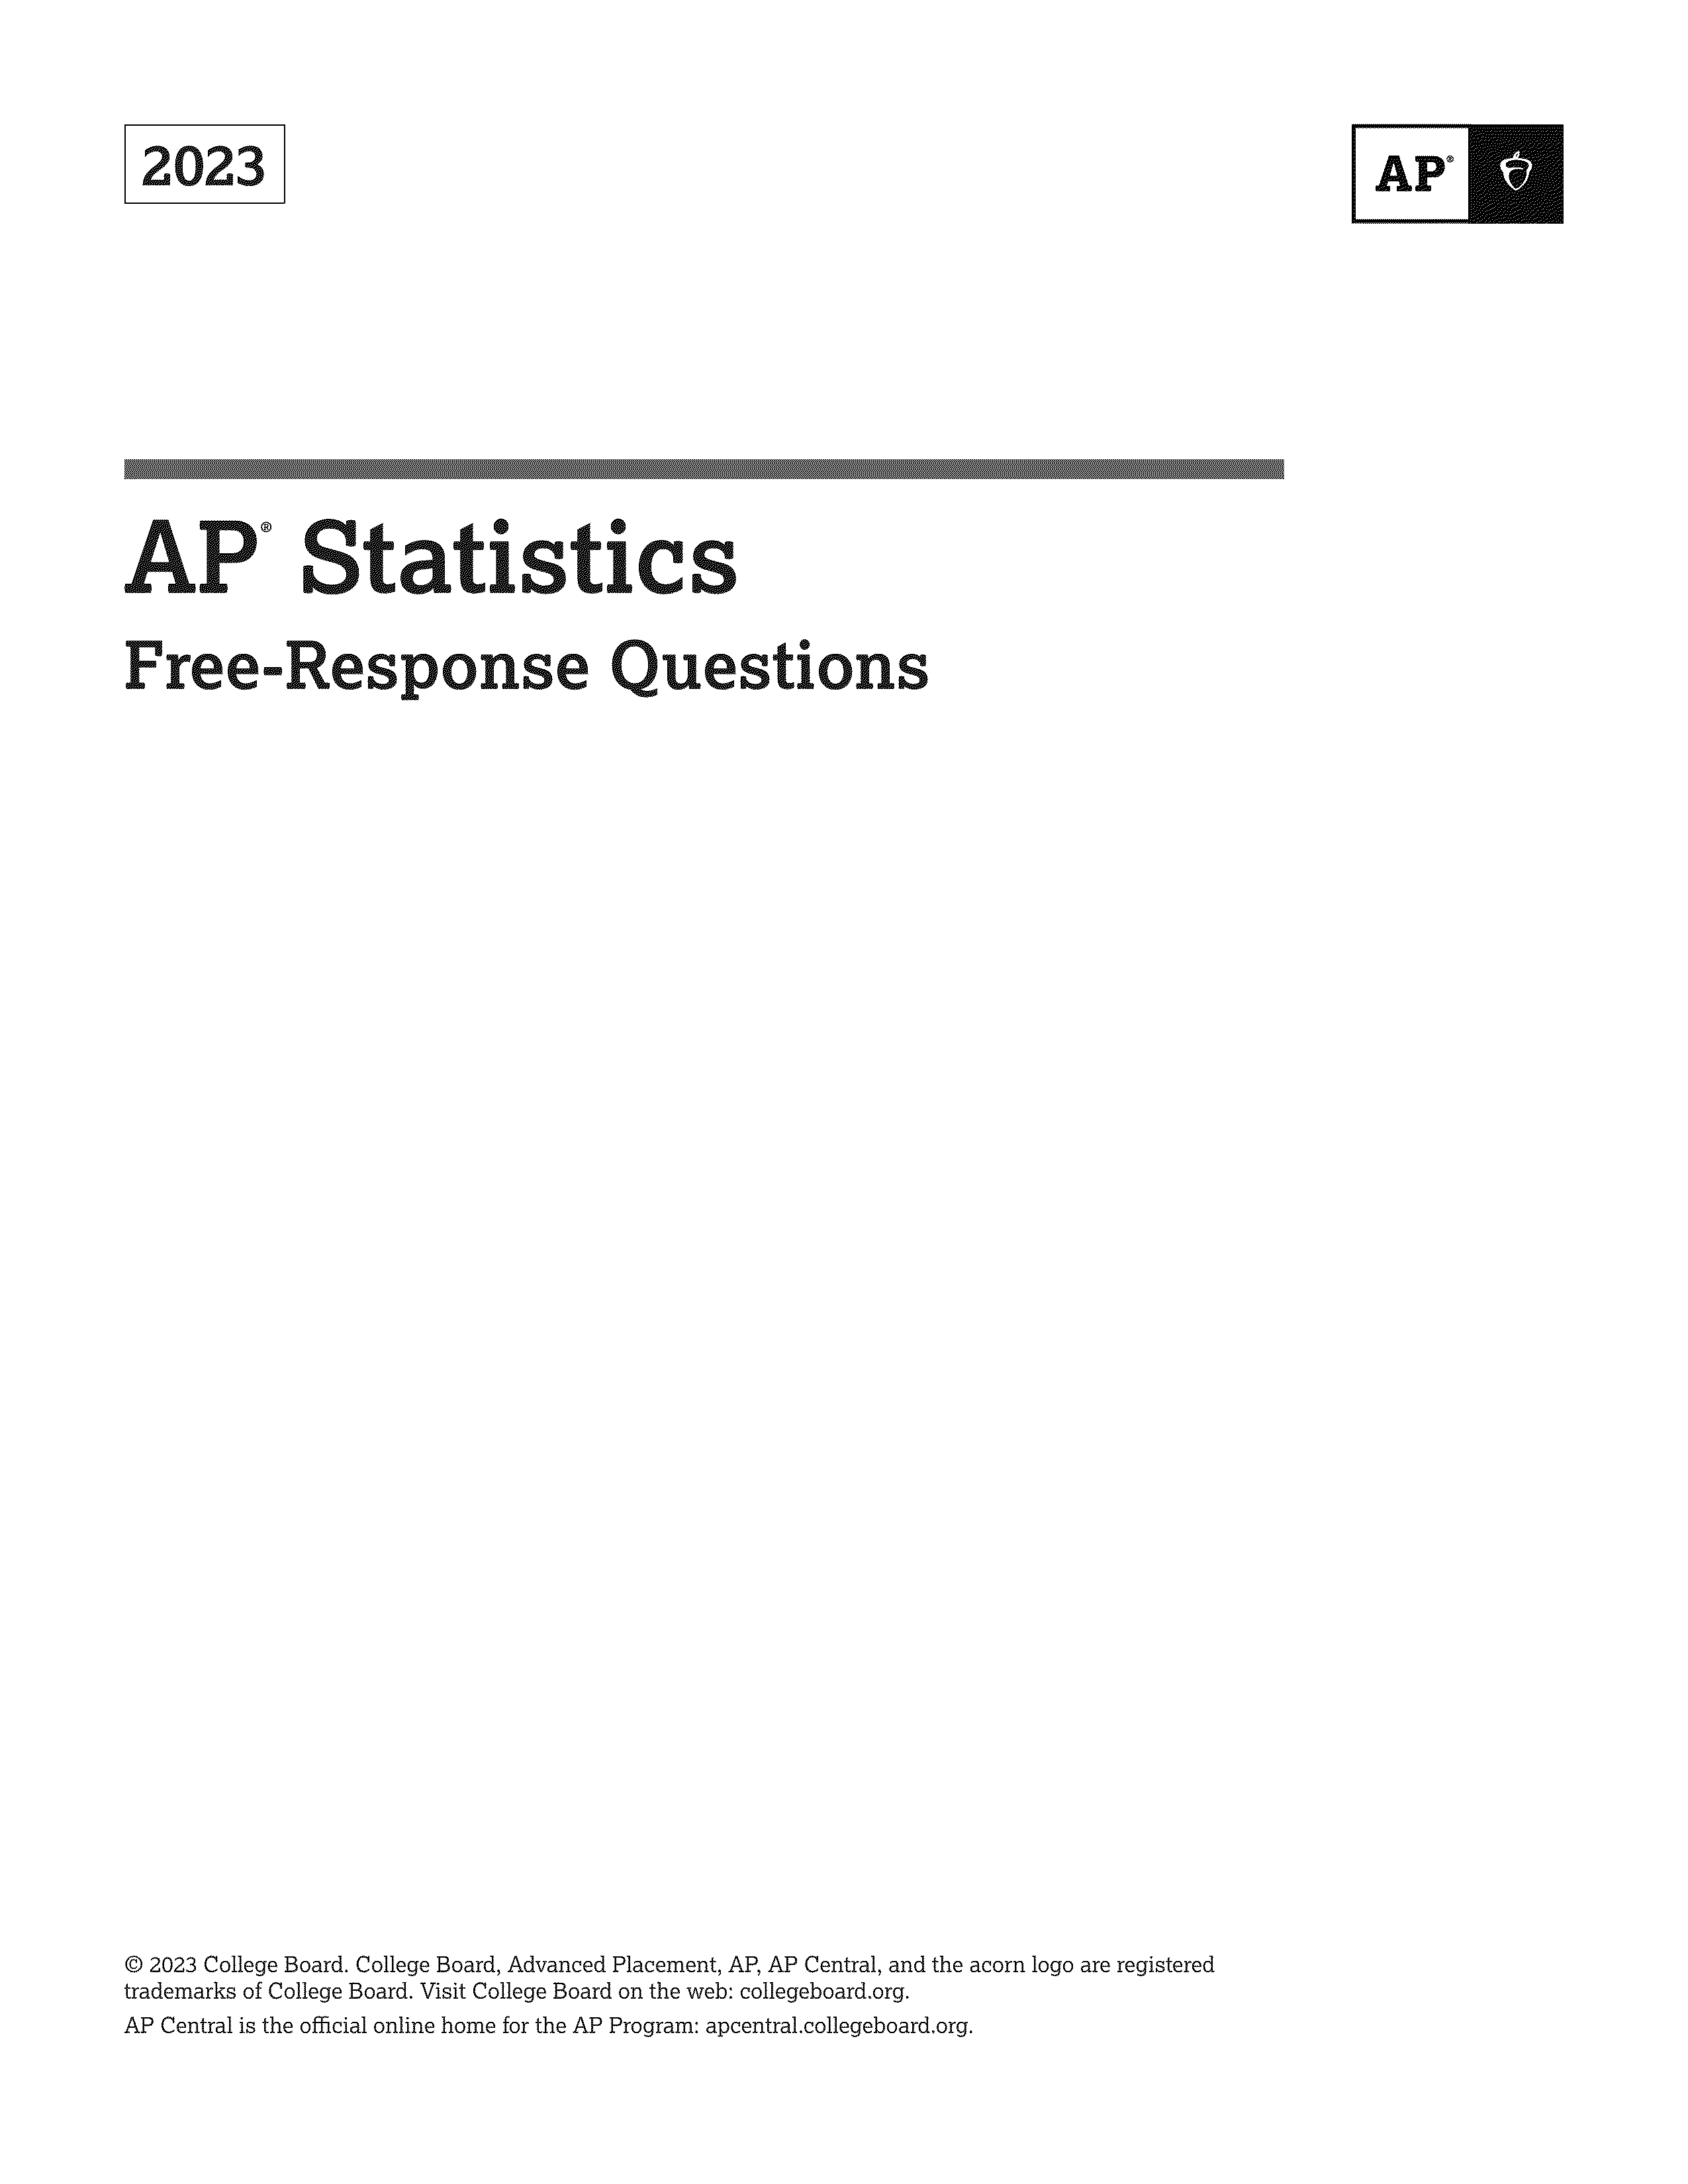 2023
AP®
AP® Statistics
Free-Response Questions
© 2023 College Board. College Board, Advanced Placement, AP, AP Central, and the acorn logo are registered
trademarks of College Board. Visit College Board on the web: collegeboard.org.
AP Central is the official online home for the AP Program: apcentral.collegeboard.org.